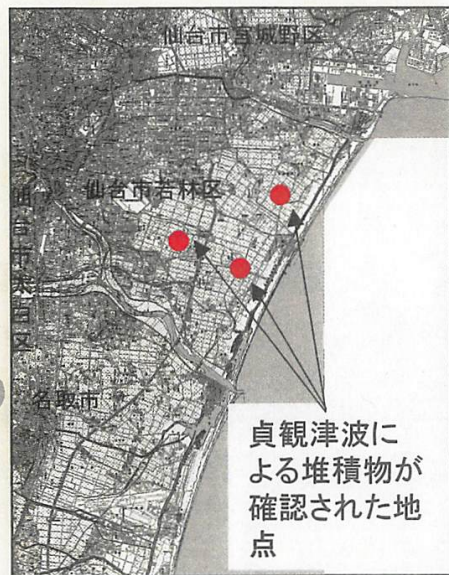 仙台市宮城野区
仙台市若林区
仙台市太白区
名取市
貞観津波に
よる堆積物が
確認された地
点